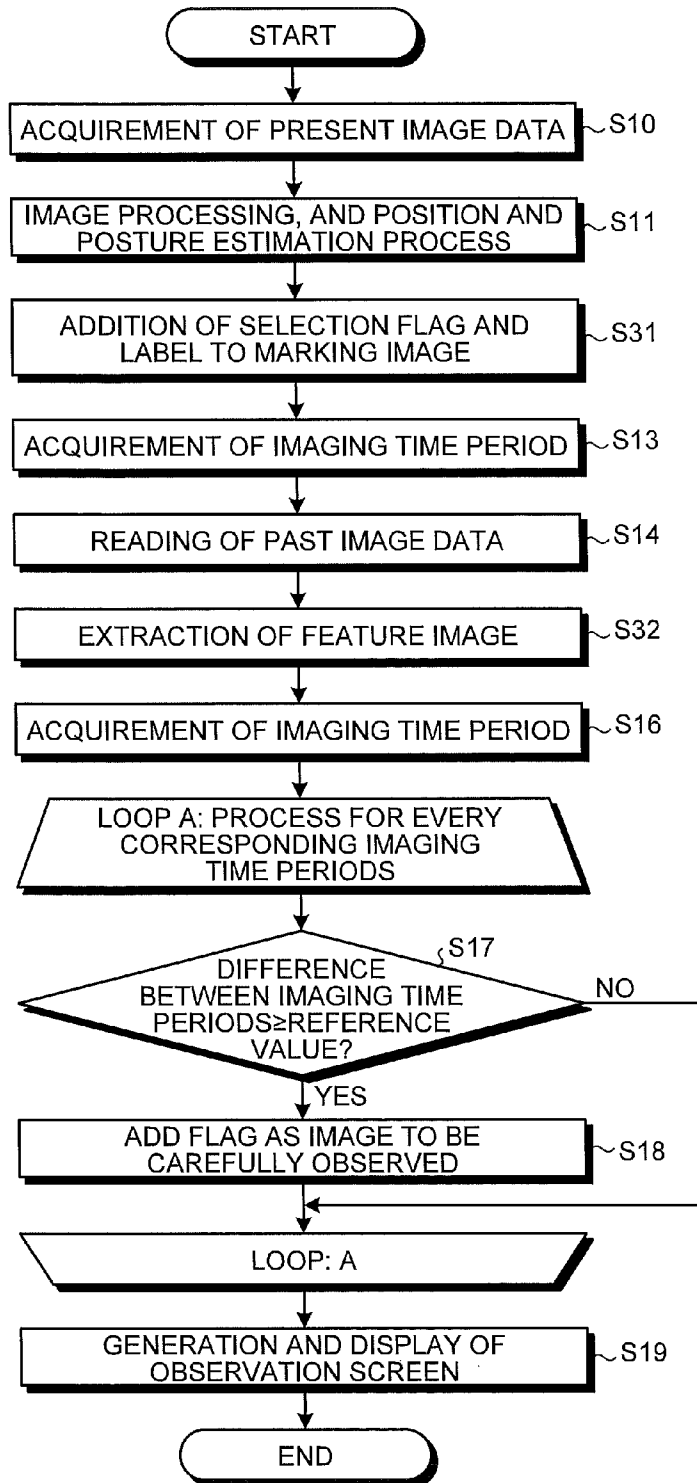 START
ACQUIREMENT OF PRESENT IMAGE DATA
S10
IMAGE PROCESSING, AND POSITION AND
POSTURE ESTIMATION PROCESS
S11
ADDITION OF SELECTION FLAG AND
LABEL TO MARKING IMAGE
S31
ACQUIREMENT OF IMAGING TIME PERIOD
S13
READING OF PAST IMAGE DATA
S14
EXTRACTION OF FEATURE IMAGE
S32
ACQUIREMENT OF IMAGING TIME PERIOD
S16
LOOP A: PROCESS FOR EVERY
CORRESPONDING IMAGING
TIME PERIODS
S17
DIFFERENCE
BETWEEN IMAGING TIME
PERIODS≥REFERENCE
VALUE?
NO
YES
ADD FLAG AS IMAGE TO BE
CAREFULLY OBSERVED
S18
LOOP: A
GENERATION AND DISPLAY OF
OBSERVATION SCREEN
S19
END